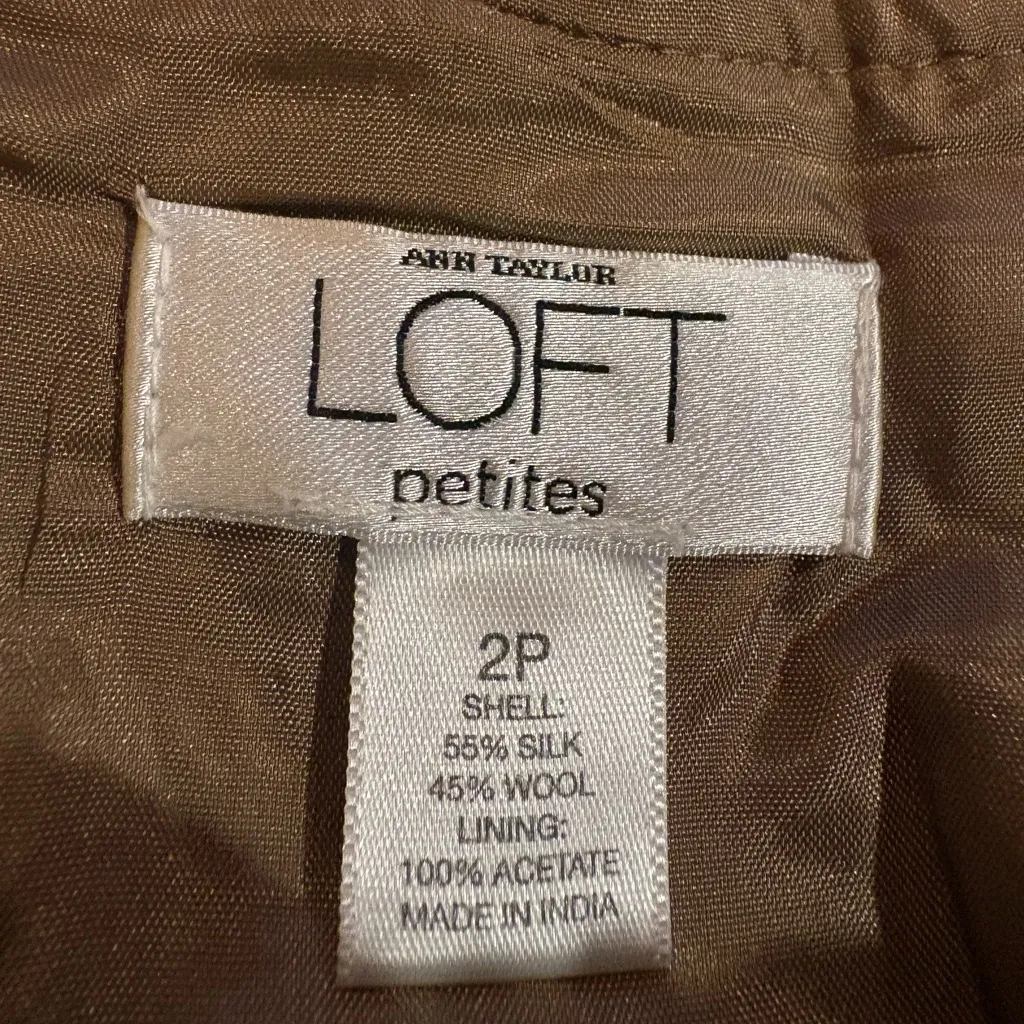 ANN TAYLOR
LOFT
petites
2P
SHELL:
55% SILK
45% WOOL
LINING:
100% ACETATE
MADE IN INDIA